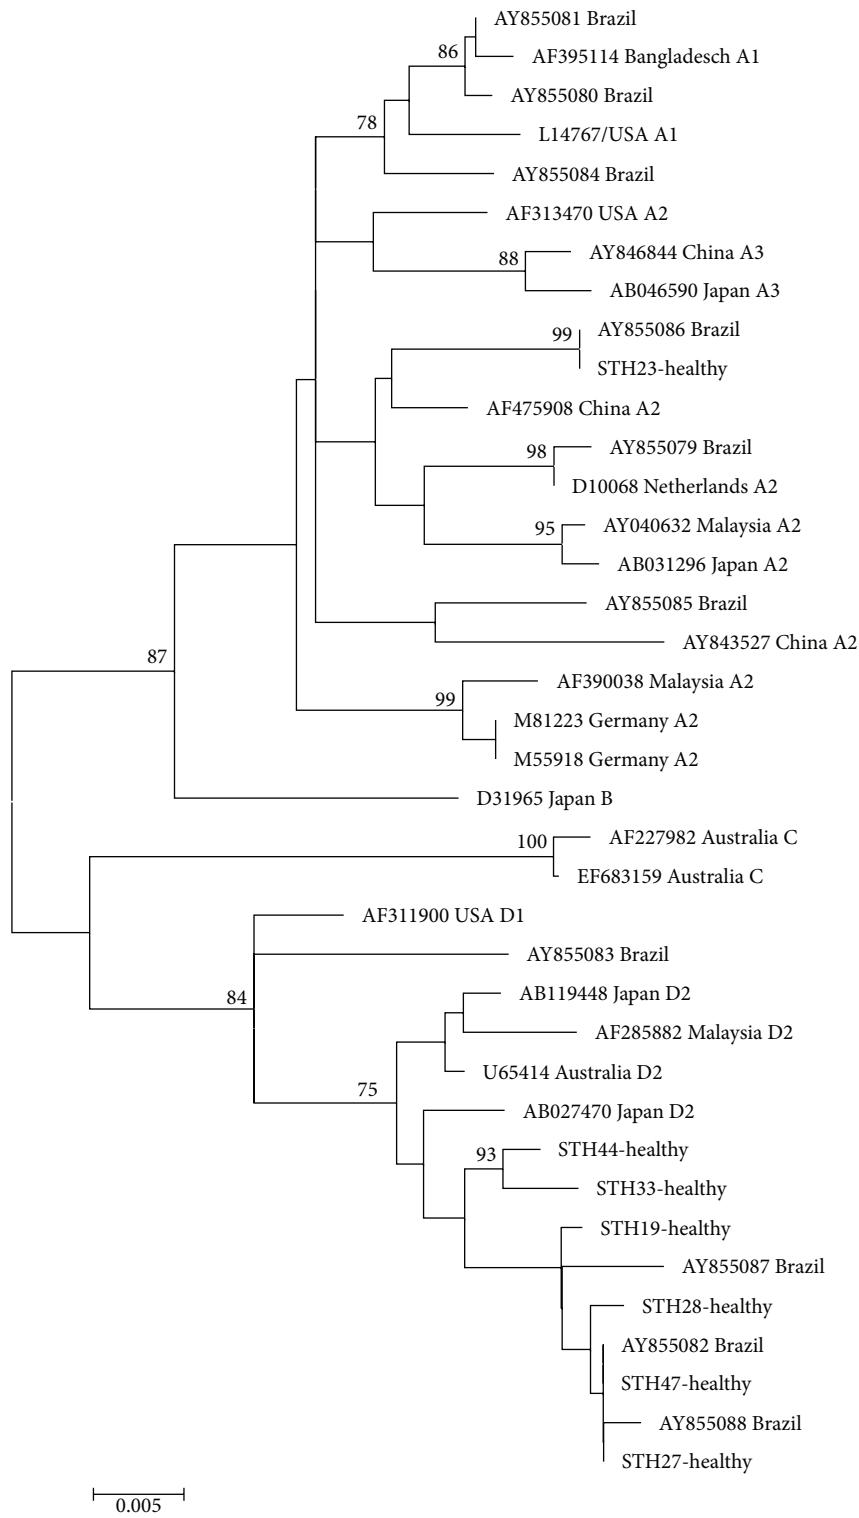 AY855081 Brazil
86
AF395114 Bangladesch A1
AY855080 Brazil
78
L14767/USA A1
AY855084 Brazil
AF313470 USA A2
AY846844 China A3
88
AB046590 Japan A3
AY855086 Brazil
99
STH23-healthy
AF475908 China A2
AY855079 Brazil
98
D10068 Netherlands A2
AY040632 Malaysia A2
95
AB031296 Japan A2
AY855085 Brazil
AY843527 China A2
87
AF390038 Malaysia A2
99
M81223 Germany A2
M55918 Germany A2
D31965 Japan B
AF227982 Australia C
100
EF683159 Australia C
AF311900 USA D1
AY855083 Brazil
84
AB119448 Japan D2
AF285882 Malaysia D2
U65414 Australia D2
75
AB027470 Japan D2
STH44-healthy
93
STH33-healthy
STH19-healthy
AY855087 Brazil
STH28-healthy
AY855082 Brazil
STH47-healthy
AY855088 Brazil
STH27-healthy
0.005